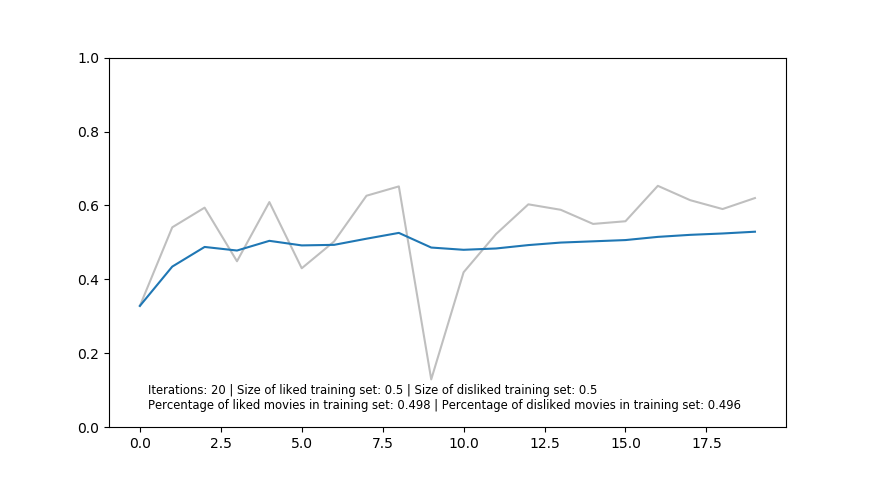 1.0
0.8
0.6
0.4
0.2
0.0
Iterations: 20 | Size of liked training set: 0.5 | Size of disliked training set: 0.5
Percentage of liked movies in training set: 0.498 | Percentage of disliked movies in training set: 0.496
0.0 2.5 5.0 7.5 10.0 12.5 15.0 17.5